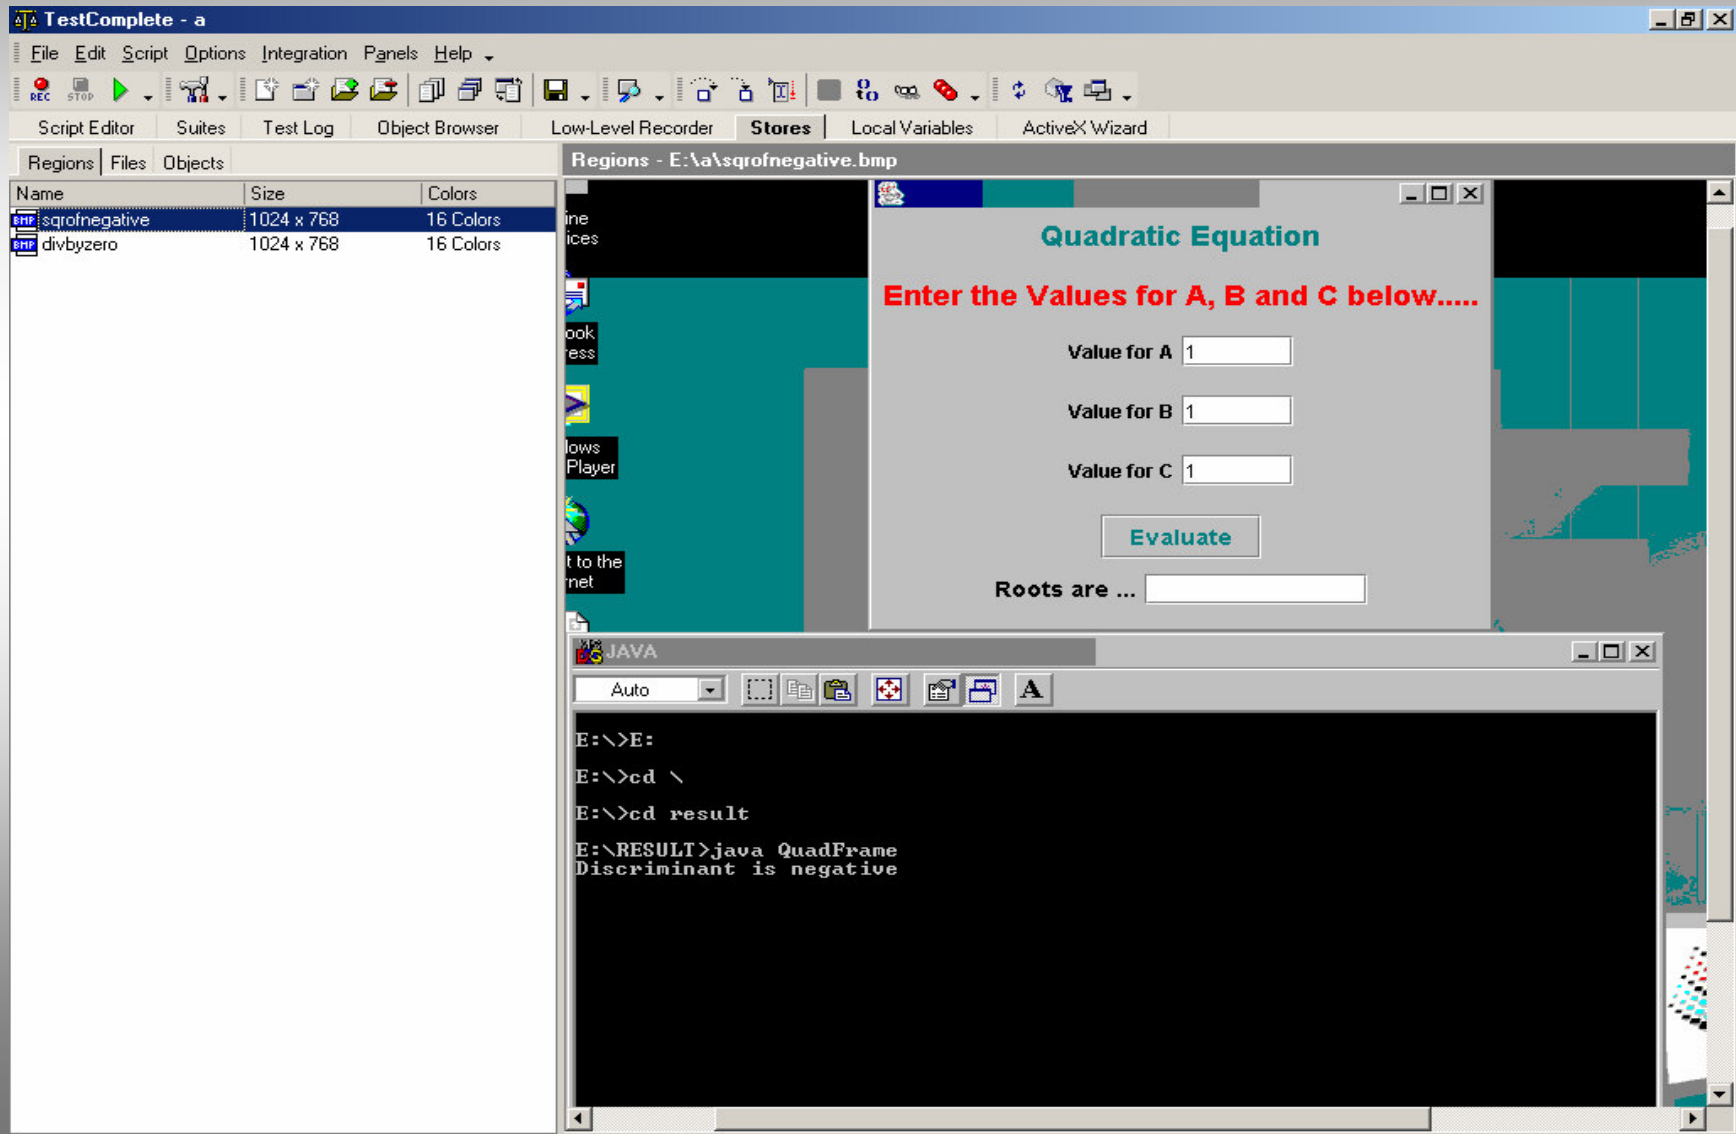 TestComplete - a
File Edit Script Options Integration Panels Help
REC STOP
Script Editor Suites Test Log Object Browser Low-Level Recorder Stores Local Variables ActiveX Wizard
Regions Files Objects
Regions - E:\a\sqrofnegative.bmp
Name Size Colors
BMP sqrofnegative 1024 x 768 16 Colors
BMP divbyzero 1024 x 768 16 Colors
ine
ices
ook
ress
lows
Player
t to the
rnet
Quadratic Equation
Enter the Values for A, B and C below.....
Value for A 1
Value for B 1
Value for C 1
Evaluate
Roots are ...
JAVA
Auto
A
E:\>E:
E:\>cd \
E:\>cd result
E:\RESULT>java QuadFrame
Discriminant is negative